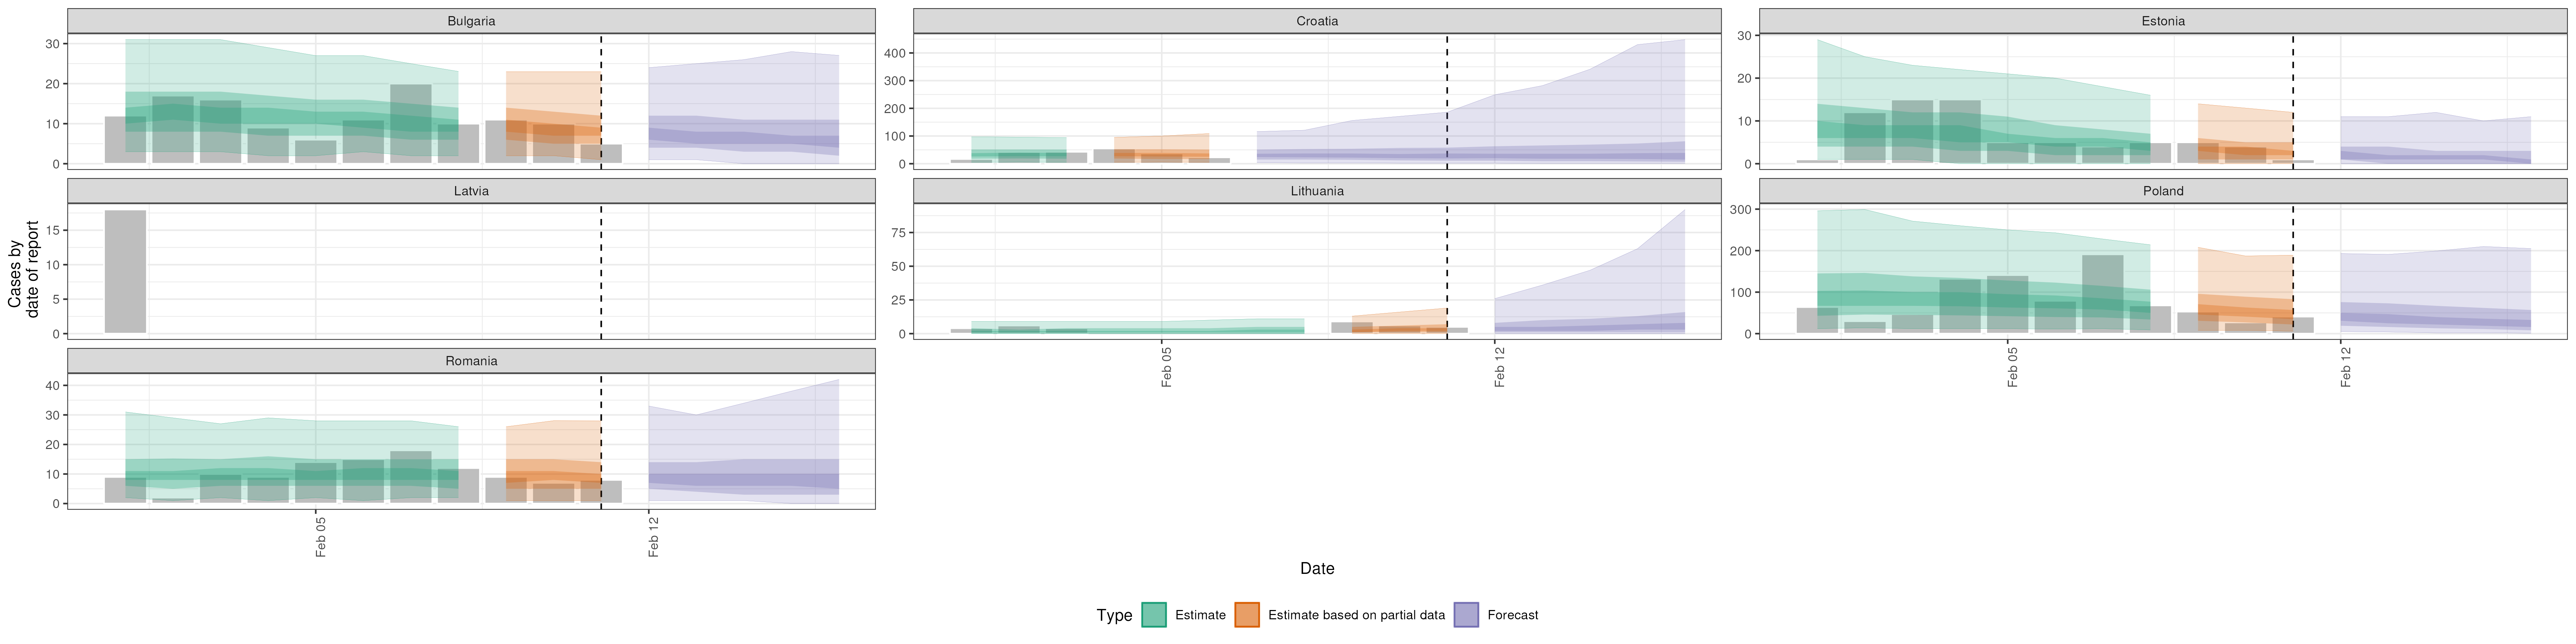 Bulgaria
Croatia
Estonia
30
20
10
0
400
300
200
100
0
30
20
10
0
Latvia
Lithuania
Poland
15
10
5
0
75
50
25
0
300
200
100
0
Cases by
date of report
Feb 05
Feb 12
Feb 05
Feb 12
Romania
40
30
20
10
0
Feb 05
Feb 12
Date
Type
Estimate
Estimate based on partial data
Forecast